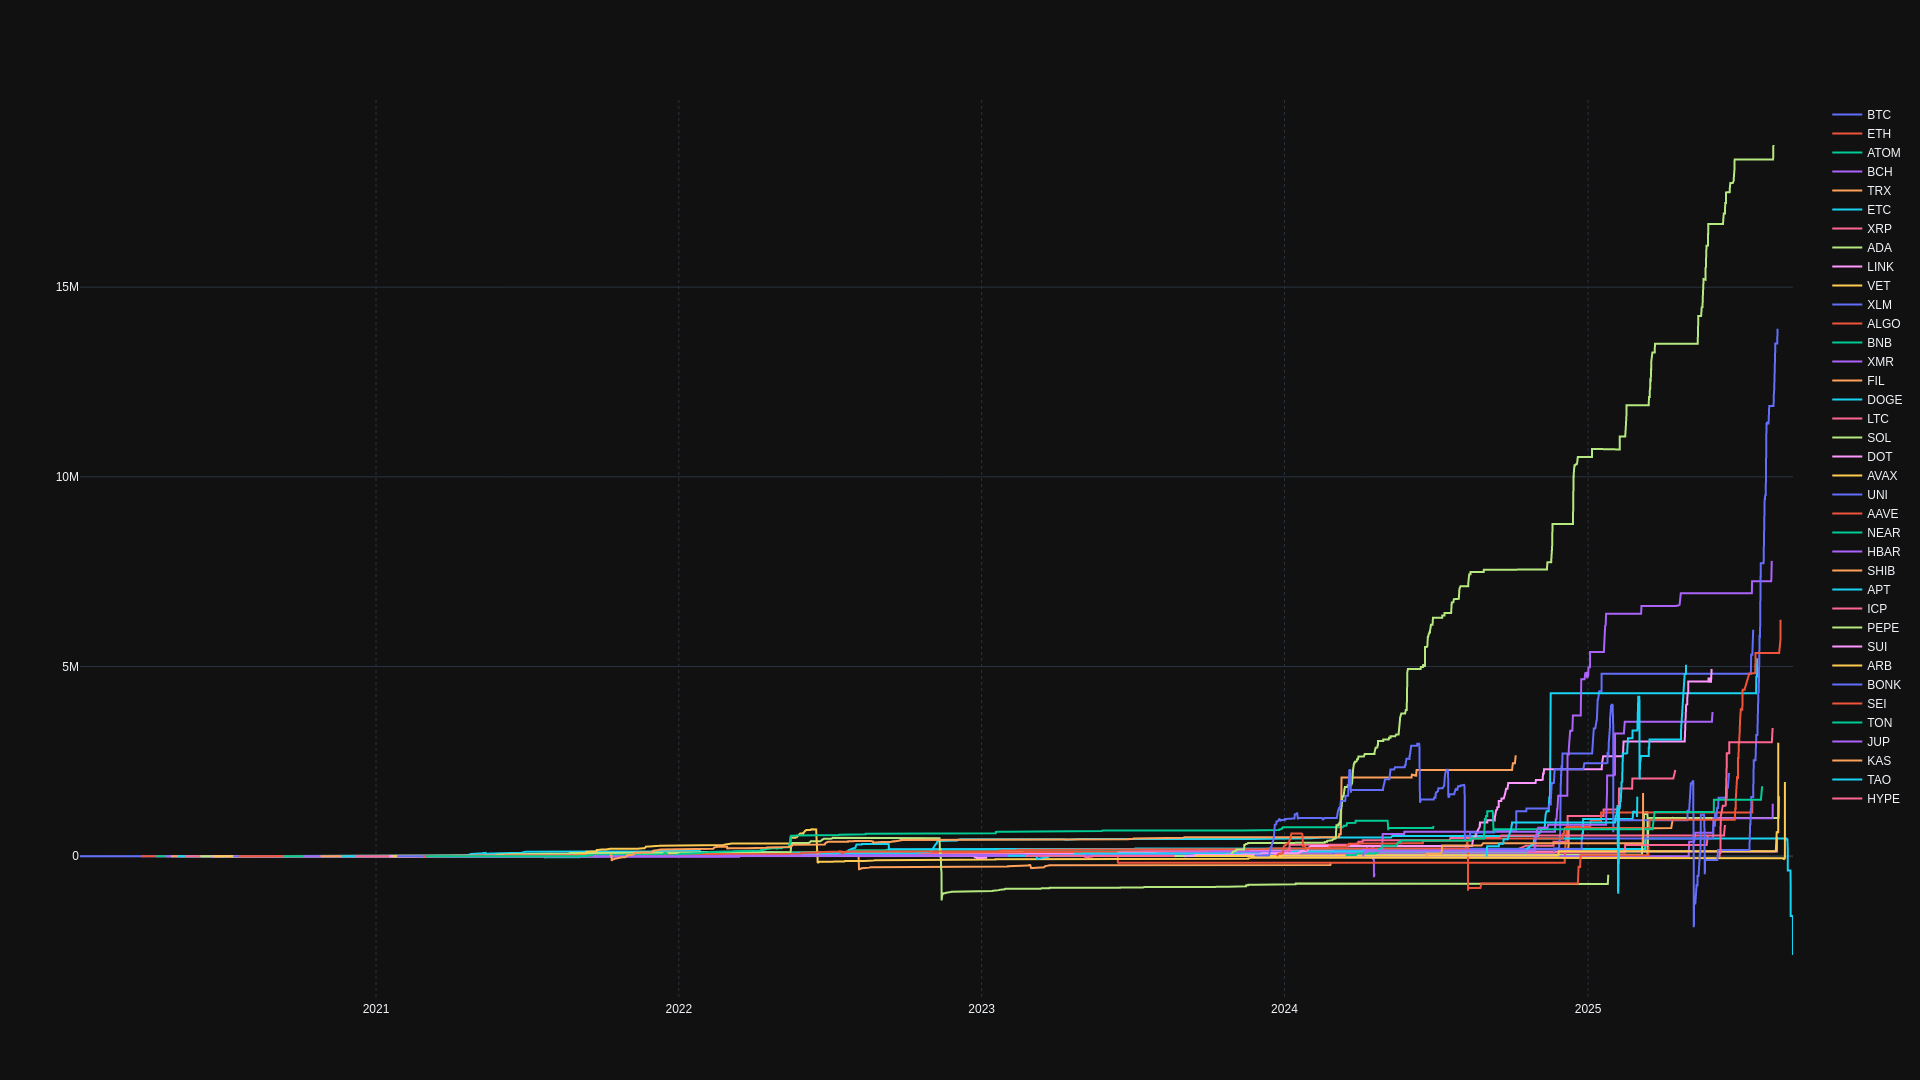 15M
10M
5M
0
2021
2022
2023
2024
2025
BTC
ETH
ATOM
BCH
TRX
ETC
XRP
ADA
LINK
VET
XLM
ALGO
BNB
XMR
FIL
DOGE
LTC
SOL
DOT
AVAX
UNI
AAVE
NEAR
HBAR
SHIB
APT
ICP
PEPE
SUI
ARB
BONK
SEI
TON
JUP
KAS
TAO
HYPE